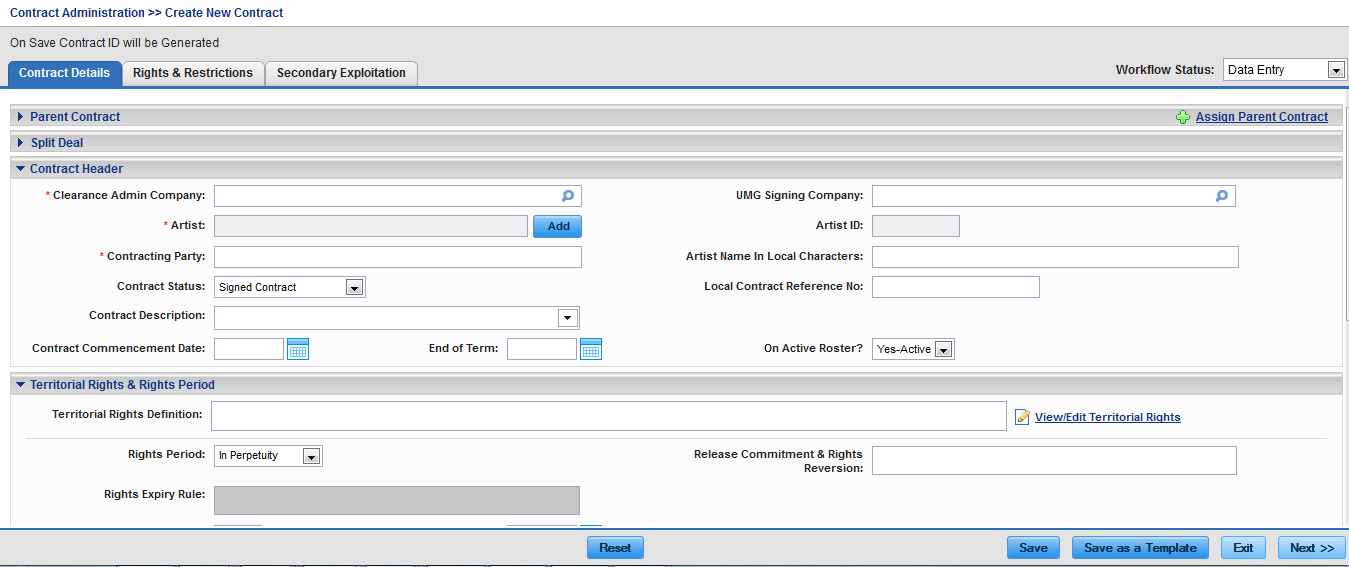 Contract Administration >> Create New Contract
On Save Contract ID will be Generated
Contract Details Rights & Restrictions Secondary Exploitation Workflow Status: Data Entry
Parent Contract Assign Parent Contract
Split Deal
Contract Header
* Clearance Admin Company: UMG Signing Company:
* Artist: Add Artist ID:
* Contracting Party: Artist Name In Local Characters:
Contract Status: Signed Contract Local Contract Reference No:
Contract Description:
Contract Commencement Date: End of Term: On Active Roster? Yes-Active
Territorial Rights & Rights Period
Territorial Rights Definition: View/Edit Territorial Rights
Rights Period: In Perpetuity Release Commitment & Rights
Reversion:
Rights Expiry Rule:
Reset Save Save as a Template Exit Next >>